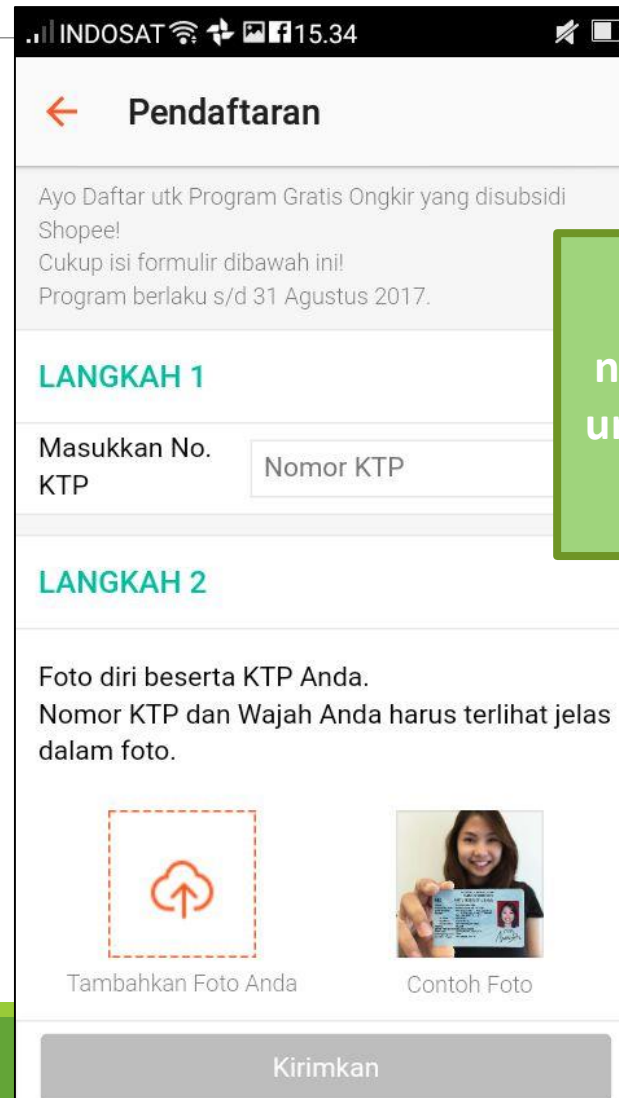 INDOSAT 15.34
Pendaftaran
Ayo Daftar utk Program Gratis Ongkir yang disubsidi
Shopee!
Cukup isi formulir dibawah ini!
Program berlaku s/d 31 Agustus 2017.
LANGKAH 1
Masukkan No.
KTP
Nomor KTP
LANGKAH 2
Foto diri beserta KTP Anda.
Nomor KTP dan Wajah Anda harus terlihat jelas
dalam foto.
Tambahkan Foto Anda
Contoh Foto
Kirimkan